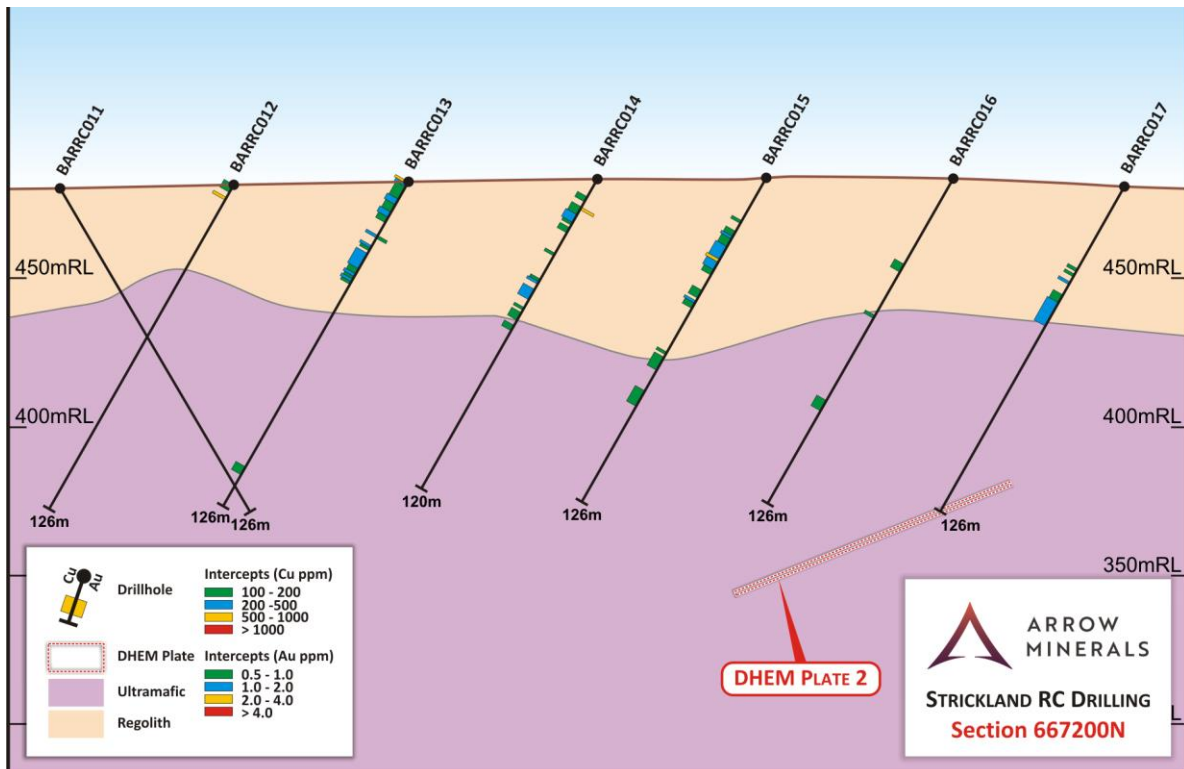 BARRC011
BARRC012
BARRC013
BARRC014
BARRC015
BARRC016
BARRC017
450mRL
450mRL
400mRL
400mRL
350mRL
126m
126m
126m
120m
126m
126m
126m
DHEM PLATE 2
Cu
Au
Drillhole
DHEM Plate
Ultramafic
Regolith
Intercepts (Cu ppm)
100 - 200
200 -500
500 - 1000
> 1000
Intercepts (Au ppm)
0.5 - 1.0
1.0 - 2.0
2.0 - 4.0
> 4.0
ARROW
MINERALS
STRICKLAND RC DRILLING
Section 667200N